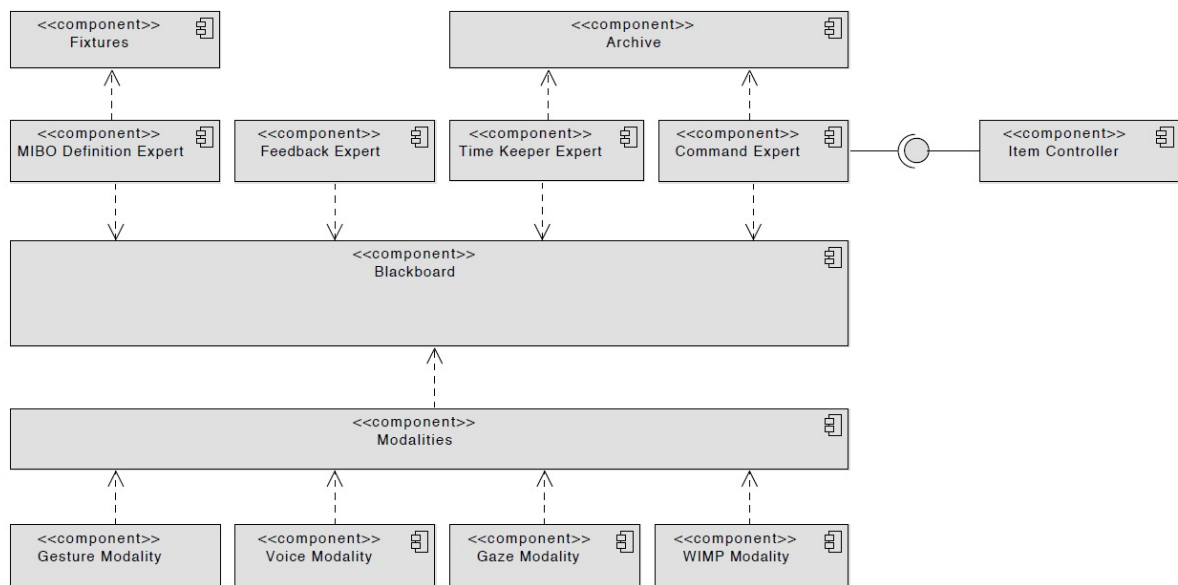 <<component>>
Fixtures
<<component>>
Archive
<<component>>
MIBO Definition Expert
<<component>>
Feedback Expert
<<component>>
Time Keeper Expert
<<component>>
Command Expert
<<component>>
Item Controller
<<component>>
Blackboard
<<component>>
Modalities
<<component>>
Gesture Modality
<<component>>
Voice Modality
<<component>>
Gaze Modality
<<component>>
WIMP Modality